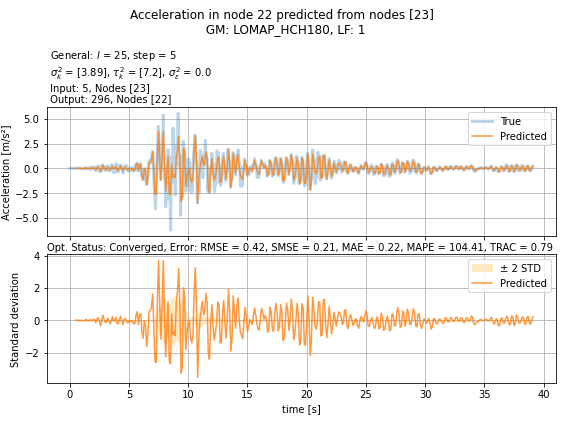 Acceleration in node 22 predicted from nodes [23]
GM: LOMAP_HCH180, LF: 1
General: l = 25, step = 5
σ²ₖ = [3.89], τ²ₖ = [7.2], σ²ε = 0.0
Input: 5, Nodes [23]
Output: 296, Nodes [22]
Acceleration [m/s²]
5.0
2.5
0.0
−2.5
−5.0
True
Predicted
Opt. Status: Converged, Error: RMSE = 0.42, SMSE = 0.21, MAE = 0.22, MAPE = 104.41, TRAC = 0.79
Standard deviation
4
2
0
−2
± 2 STD
Predicted
0 5 10 15 20 25 30 35 40
time [s]